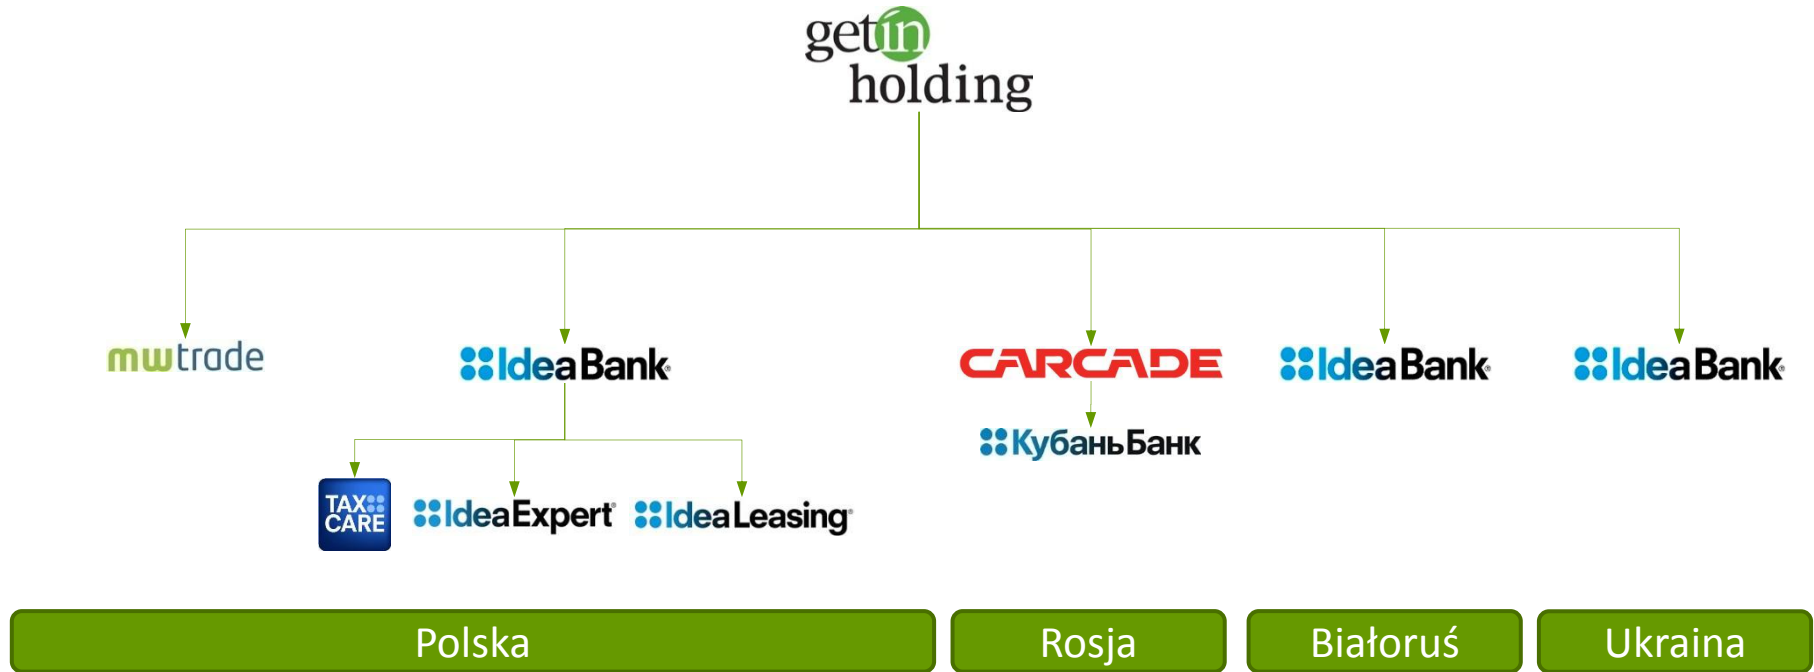 getin
holding
mwtrade
IdeaBank
CARCADE
IdeaBank
IdeaBank
КубаньБанк
TAX
CARE
IdeaExpert
IdeaLeasing
Polska
Rosja
Białoruś
Ukraina